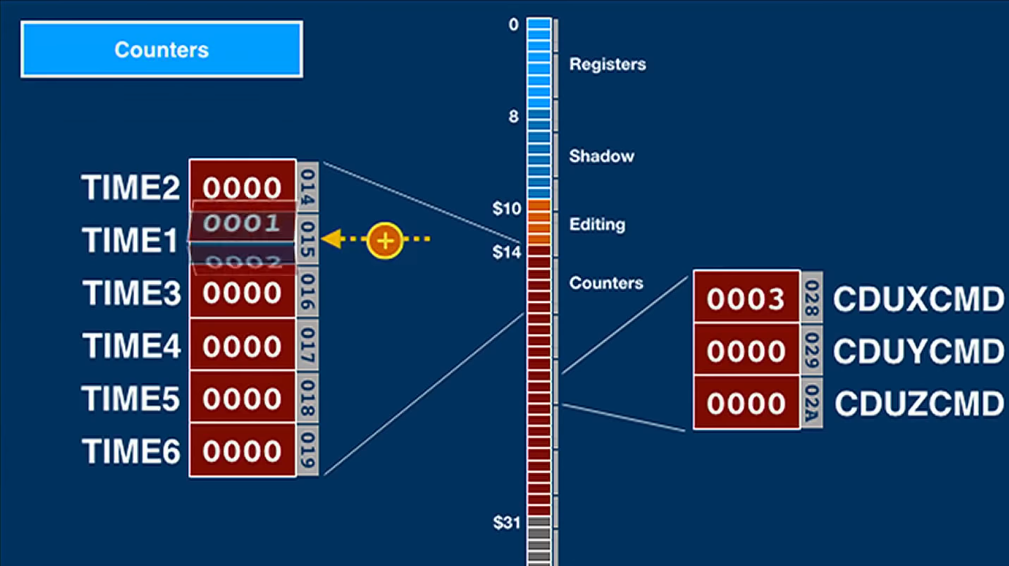 Counters
0
Registers
8
Shadow
$10
Editing
$14
Counters
$31
TIME2 0000 014
TIME1 0001 0002 015
TIME3 0000 016
TIME4 0000 017
TIME5 0000 018
TIME6 0000 019
0003 028 CDUXCMD
0000 029 CDUYCMD
0000 02A CDUZCMD